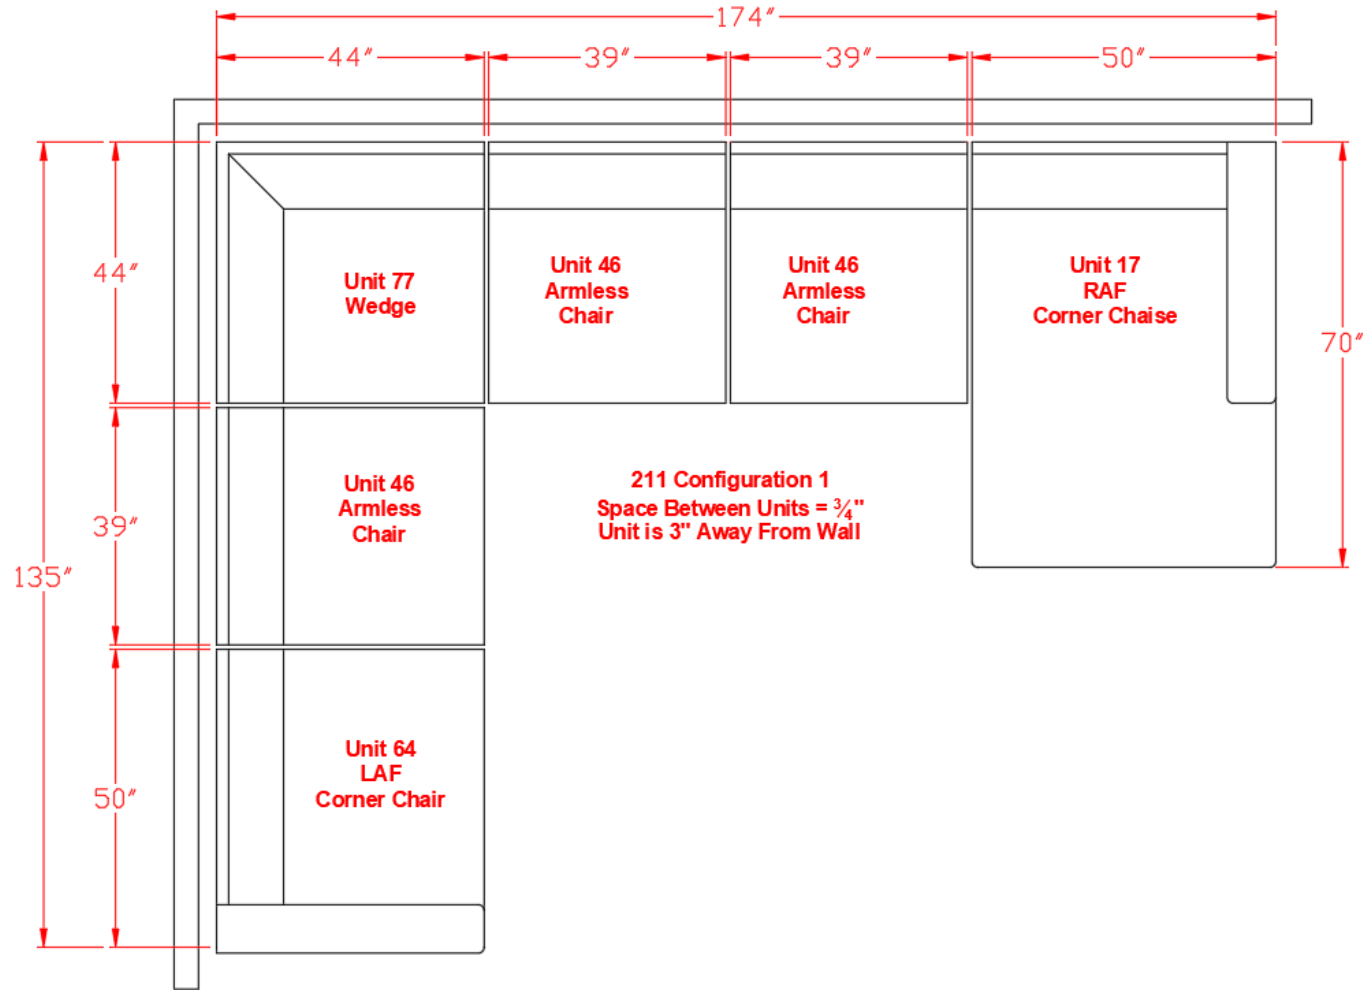 174"
44"
39"
39"
50"
44"
Unit 77
Wedge
Unit 46
Armless
Chair
Unit 46
Armless
Chair
Unit 17
RAF
Corner Chaise
70"
39"
Unit 46
Armless
Chair
211 Configuration 1
Space Between Units = ¾"
Unit is 3" Away From Wall
135"
50"
Unit 64
LAF
Corner Chair